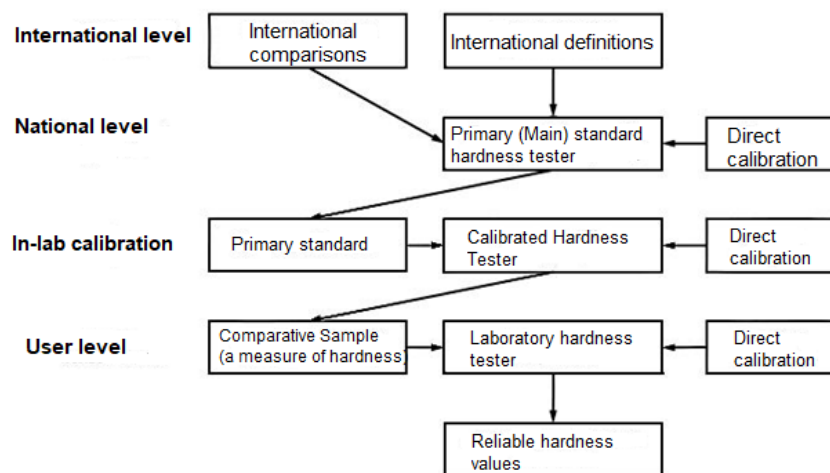 International level
International
comparisons
International definitions
National level
Primary (Main) standard
hardness tester
Direct
calibration
In-lab calibration
Primary standard
Calibrated Hardness
Tester
Direct
calibration
User level
Comparative Sample
(a measure of hardness)
Laboratory hardness
tester
Direct
calibration
Reliable hardness
values